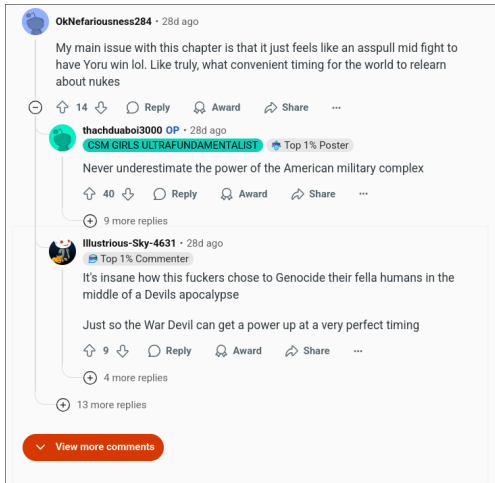 OkNefariousness284 • 28d ago
My main issue with this chapter is that it just feels like an asspull mid fight to
have Yoru win lol. Like truly, what convenient timing for the world to relearn
about nukes
14 Reply Award Share ...
thachduaboi3000 OP • 28d ago
CSM GIRLS ULTRAFUNDAMENTALIST Top 1% Poster
Never underestimate the power of the American military complex
40 Reply Award Share ...
9 more replies
Illustrious-Sky-4631 • 28d ago
Top 1% Commenter
It's insane how this fuckers chose to Genocide their fella humans in the
middle of a Devils apocalypse
Just so the War Devil can get a power up at a very perfect timing
9 Reply Award Share ...
4 more replies
13 more replies
View more comments